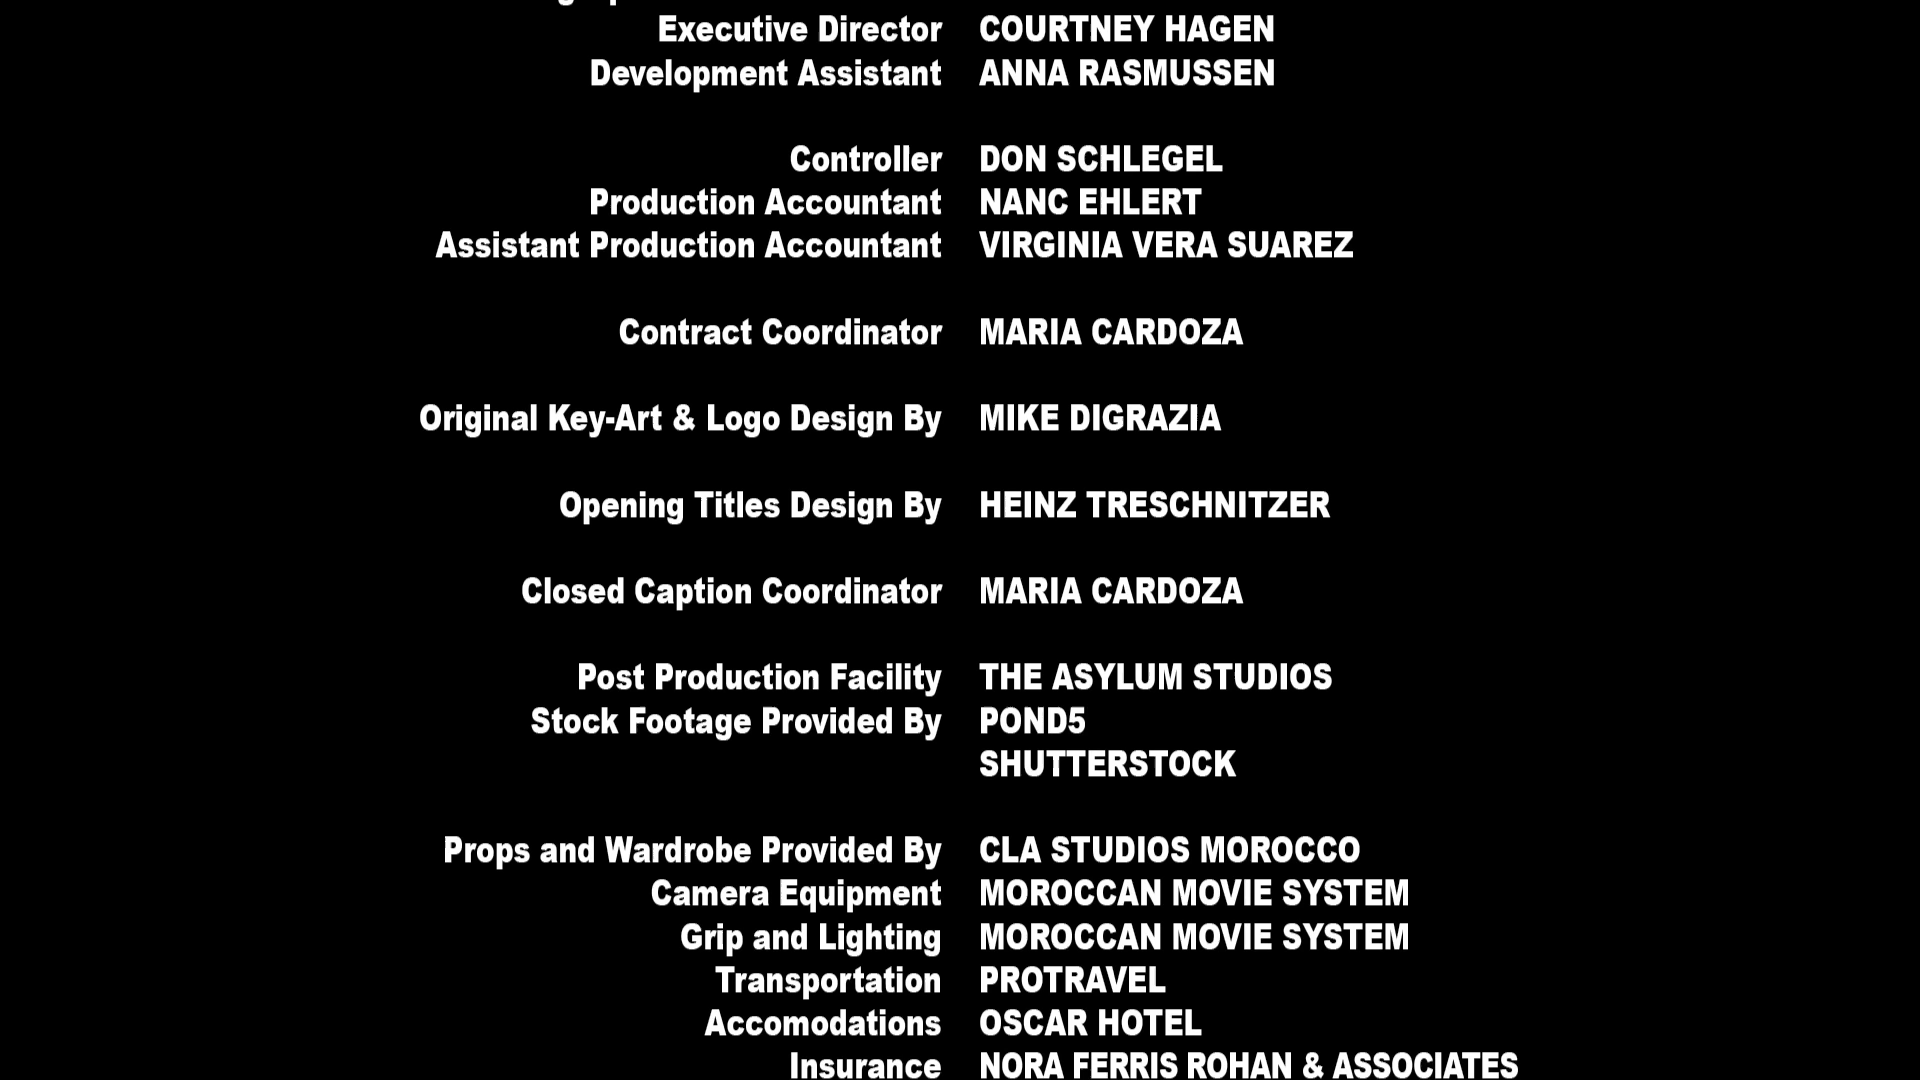 Executive Director COURTNEY HAGEN
Development Assistant ANNA RASMUSSEN
Controller DON SCHLEGEL
Production Accountant NANC EHLERT
Assistant Production Accountant VIRGINIA VERA SUAREZ
Contract Coordinator MARIA CARDOZA
Original Key-Art & Logo Design By MIKE DIGRAZIA
Opening Titles Design By HEINZ TRESCHNITZER
Closed Caption Coordinator MARIA CARDOZA
Post Production Facility THE ASYLUM STUDIOS
Stock Footage Provided By POND5
SHUTTERSTOCK
Props and Wardrobe Provided By CLA STUDIOS MOROCCO
Camera Equipment MOROCCAN MOVIE SYSTEM
Grip and Lighting MOROCCAN MOVIE SYSTEM
Transportation PROTRAVEL
Accomodations OSCAR HOTEL
Insurance NORA FERRIS ROHAN & ASSOCIATES